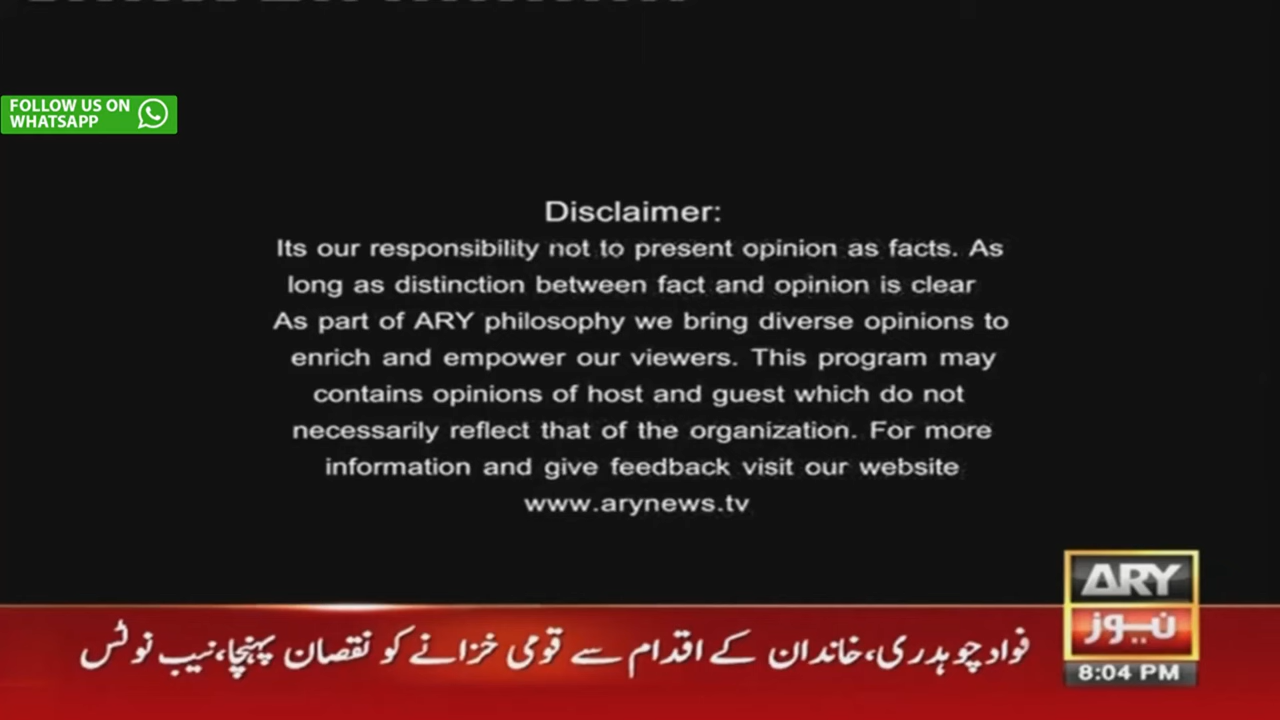 FOLLOW US ON
WHATSAPP
Disclaimer:
Its our responsibility not to present opinion as facts. As
long as distinction between fact and opinion is clear
As part of ARY philosophy we bring diverse opinions to
enrich and empower our viewers. This program may
contains opinions of host and guest which do not
necessarily reflect that of the organization. For more
information and give feedback visit our website
www.arynews.tv
ARY
نیوز
فواد چوہدری،خاندان کے اقدام سے قومی خزانے کو نقصان پہنچا،نیب نوٹس
8:04 PM